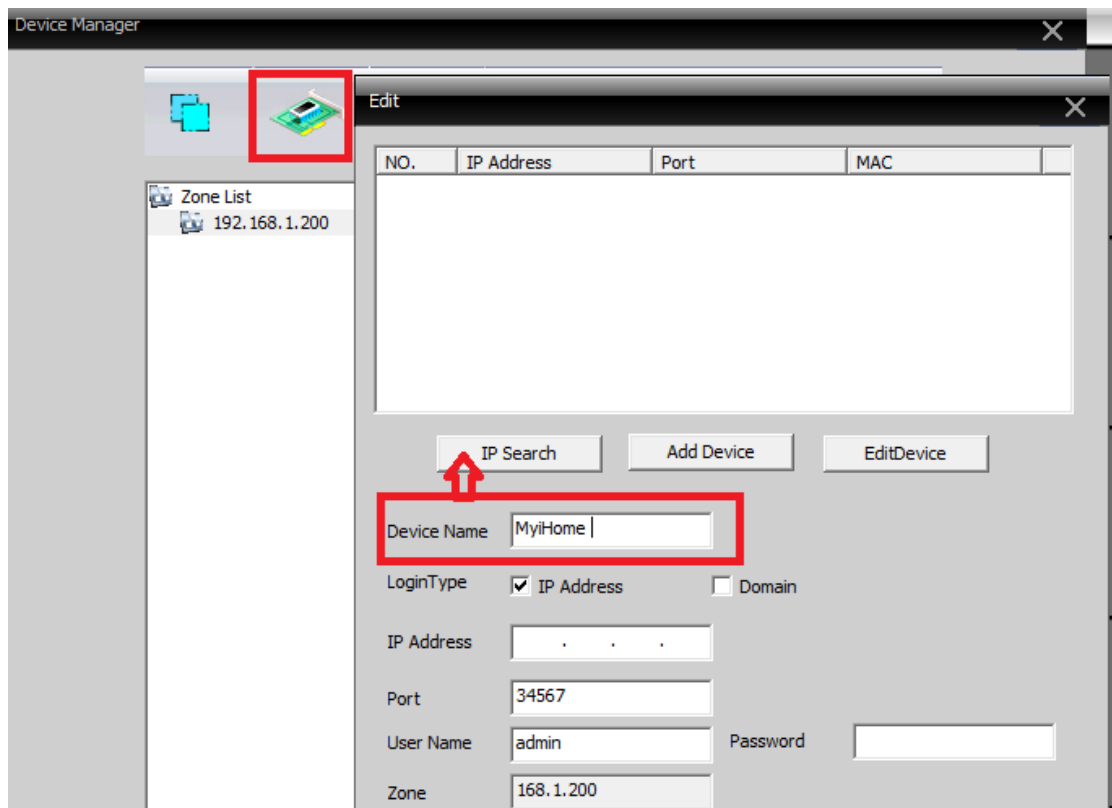 Device Manager
Edit
NO. IP Address Port MAC
Zone List
192.168.1.200
IP Search Add Device EditDevice
Device Name MyiHome
LoginType IP Address Domain
IP Address . . .
Port 34567
User Name admin Password
Zone 168.1.200